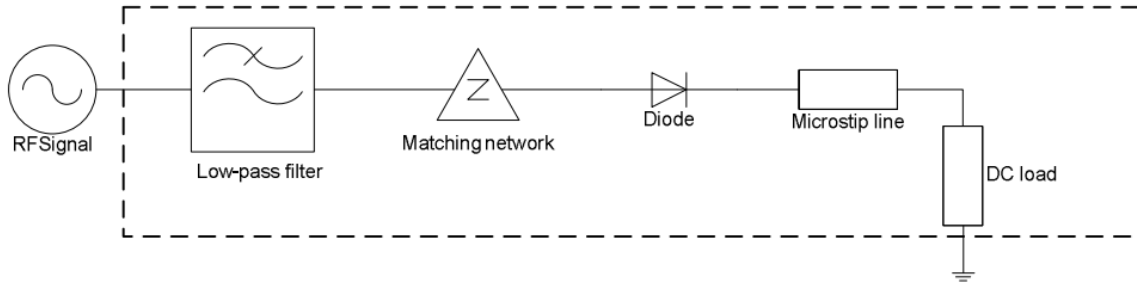 RFSignal
Low-pass filter
Matching network
Z
Diode
Microstip line
DC load